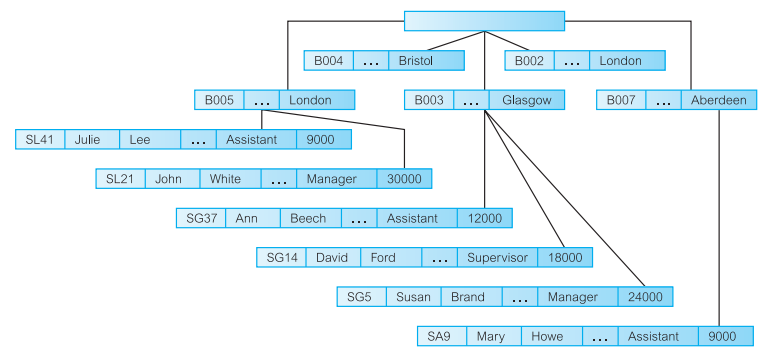 B004 ... Bristol
B002 ... London
B005 ... London
B003 ... Glasgow
B007 ... Aberdeen
SL41 Julie Lee ... Assistant 9000
SL21 John White ... Manager 30000
SG37 Ann Beech ... Assistant 12000
SG14 David Ford ... Supervisor 18000
SG5 Susan Brand ... Manager 24000
SA9 Mary Howe ... Assistant 9000